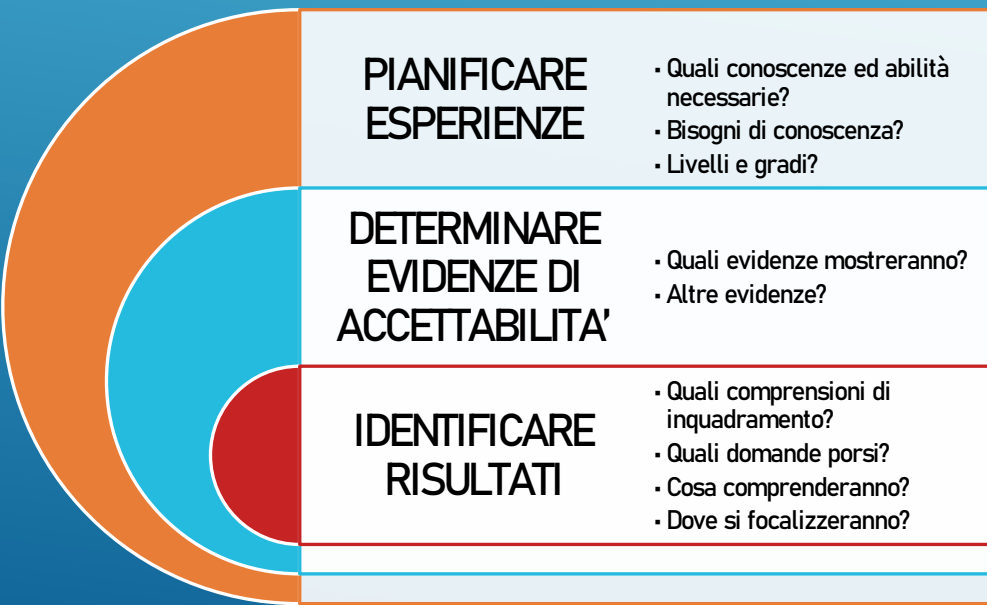 PIANIFICARE
ESPERIENZE
▪ Quali conoscenze ed abilità
necessarie?
▪ Bisogni di conoscenza?
▪ Livelli e gradi?
DETERMINARE
EVIDENZE DI
ACCETTABILITA'
▪ Quali evidenze mostreranno?
▪ Altre evidenze?
IDENTIFICARE
RISULTATI
▪ Quali comprensioni di
inquadramento?
▪ Quali domande porsi?
▪ Cosa comprenderanno?
▪ Dove si focalizzeranno?